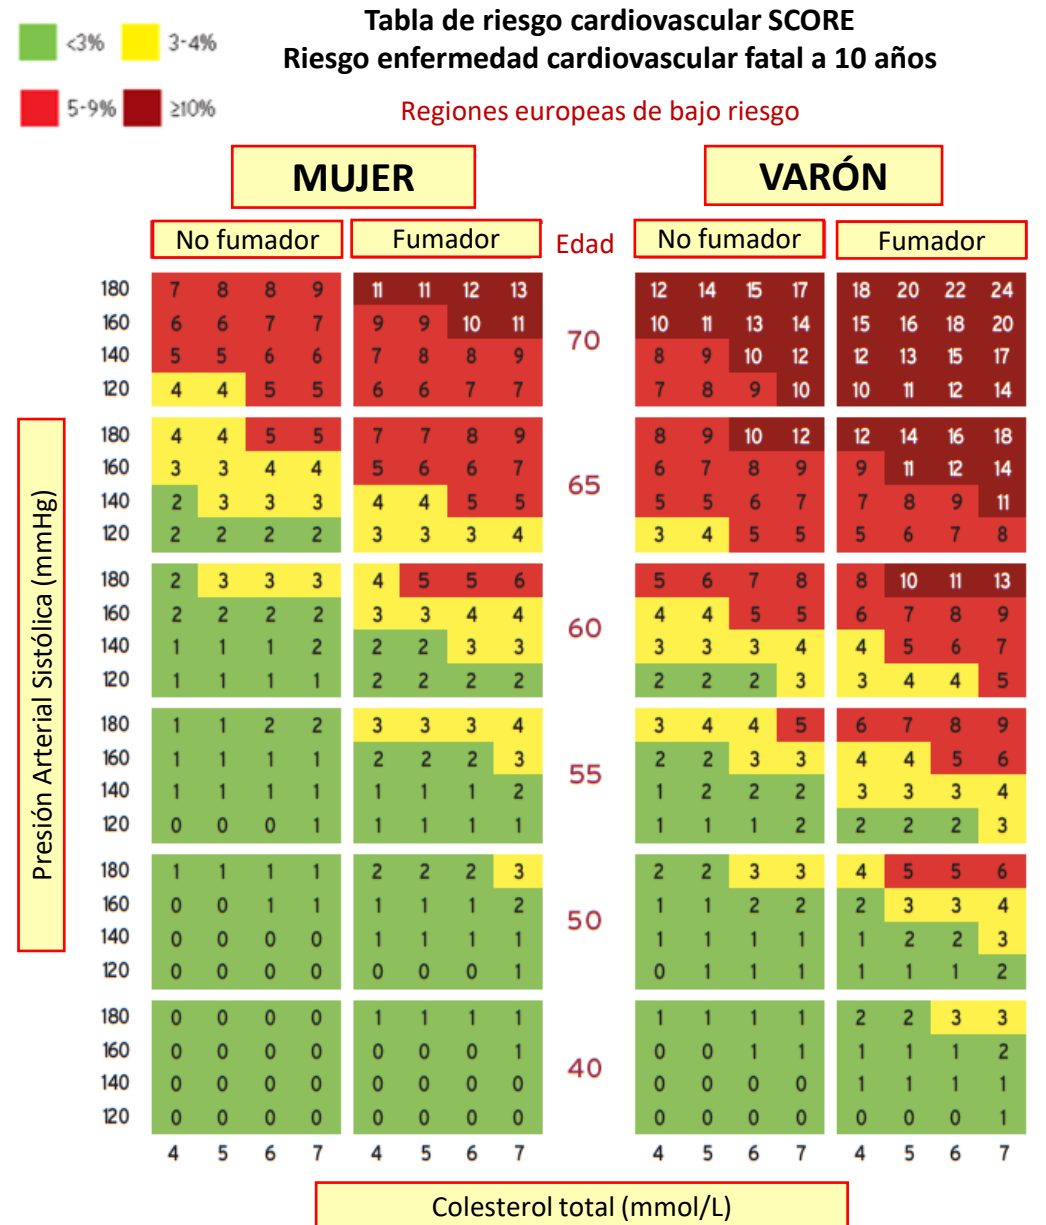 Tabla de riesgo cardiovascular SCORE
<3% 3-4%
Riesgo enfermedad cardiovascular fatal a 10 años
5-9% ≥10%
Regiones europeas de bajo riesgo
MUJER VARÓN
No fumador Fumador Edad No fumador Fumador
180 7 8 8 9 11 11 12 13 12 14 15 17 18 20 22 24
160 6 6 7 7 9 9 10 11 10 11 13 14 15 16 18 20
70
140 5 5 6 6 7 8 8 9 8 9 10 12 12 13 15 17
120 4 4 5 5 6 6 7 7 7 8 9 10 10 11 12 14
180 4 4 5 5 7 7 8 9 8 9 10 12 12 14 16 18
160 3 3 4 4 5 6 6 7 6 7 8 9 9 11 12 14
65
140 2 3 3 3 4 4 5 5 5 5 6 7 7 8 9 11
120 2 2 2 2 3 3 3 4 3 4 5 5 5 6 7 8
Presión Arterial Sistólica (mmHg)
180 2 3 3 3 4 5 5 6 5 6 7 8 8 10 11 13
160 2 2 2 2 3 3 4 4 4 4 5 5 6 7 8 9
60
140 1 1 1 2 2 2 3 3 3 3 3 4 4 5 6 7
120 1 1 1 1 2 2 2 2 2 2 2 3 3 4 4 5
180 1 1 2 2 3 3 3 4 3 4 4 5 6 7 8 9
160 1 1 1 1 2 2 2 3 2 2 3 3 4 4 5 6
55
140 1 1 1 1 1 1 1 2 1 2 2 2 3 3 3 4
120 0 0 0 1 1 1 1 1 1 1 1 2 2 2 2 3
180 1 1 1 1 2 2 2 3 2 2 3 3 4 5 5 6
160 0 0 1 1 1 1 1 2 1 1 2 2 2 3 3 4
50
140 0 0 0 0 1 1 1 1 1 1 1 1 1 2 2 3
120 0 0 0 0 0 0 0 1 0 1 1 1 1 1 1 2
180 0 0 0 0 1 1 1 1 1 1 1 1 2 2 3 3
160 0 0 0 0 0 0 0 1 0 0 1 1 1 1 1 2
40
140 0 0 0 0 0 0 0 0 0 0 0 0 1 1 1 1
120 0 0 0 0 0 0 0 0 0 0 0 0 0 0 0 1
4 5 6 7 4 5 6 7 4 5 6 7 4 5 6 7
Colesterol total (mmol/L)